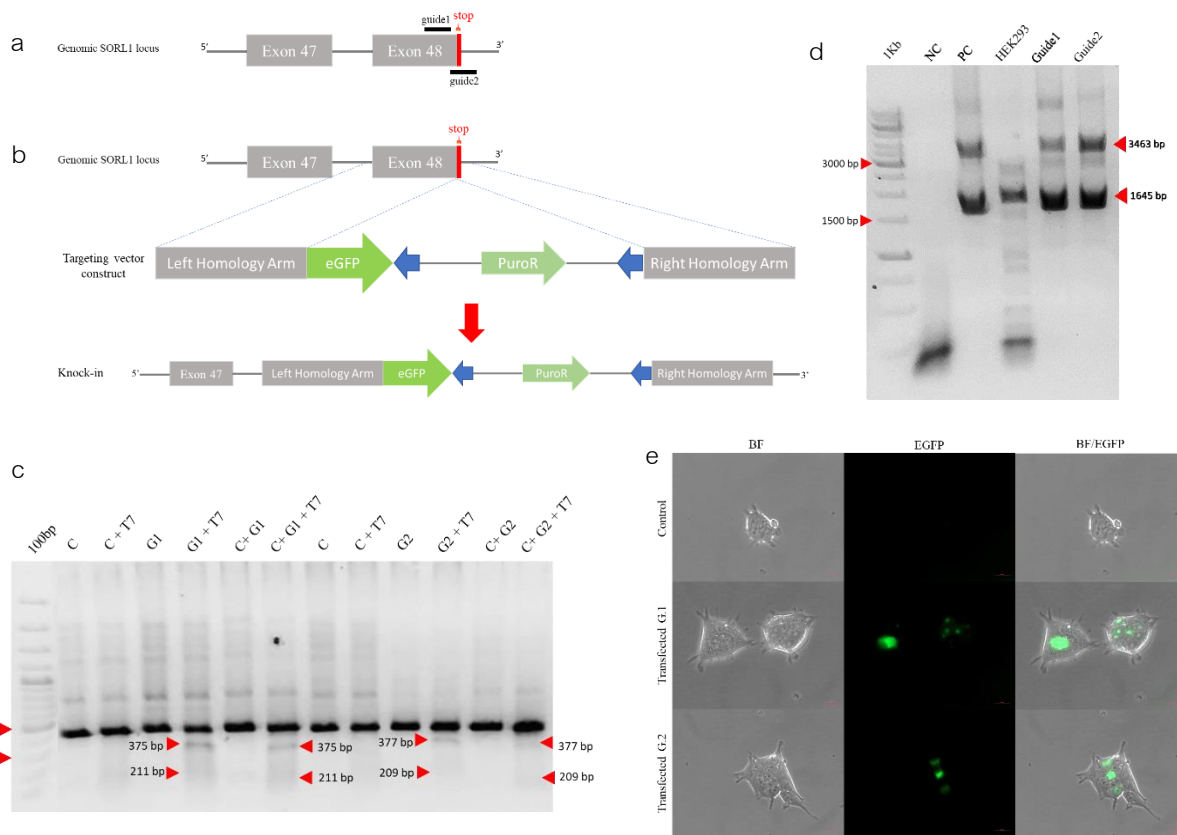 a
Genomic SORL1 locus
5′
Exon 47
Exon 48
guide1
stop
guide2
3′
b
Genomic SORL1 locus
5′
Exon 47
Exon 48
stop
3′
Targeting vector
construct
Left Homology Arm
eGFP
PuroR
Right Homology Arm
Knock-in
5′
Exon 47
Left Homology Arm
eGFP
PuroR
Right Homology Arm
3′
c
100bp
C
C + T7
G1
G1 + T7
C+ G1
C+ G1 + T7
C
C + T7
G2
G2 + T7
C+ G2
C+ G2 + T7
375 bp
211 bp
375 bp
211 bp
377 bp
209 bp
377 bp
209 bp
d
1Kb
NC
PC
HEK293
Guide1
Guide2
3000 bp
1500 bp
3463 bp
1645 bp
e
BF
EGFP
BF/EGFP
Control
Transfected G.1
Transfected G.2